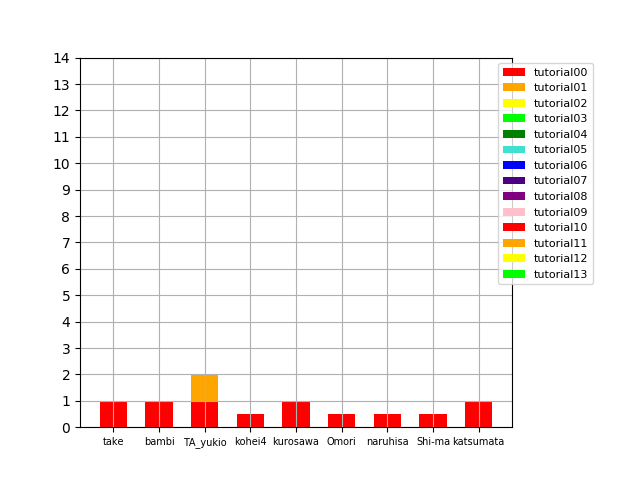 14
13
12
11
10
9
8
7
6
5
4
3
2
1
0
take bambi TA_yukio kohei4 kurosawa Omori naruhisa Shi-ma katsumata
tutorial00
tutorial01
tutorial02
tutorial03
tutorial04
tutorial05
tutorial06
tutorial07
tutorial08
tutorial09
tutorial10
tutorial11
tutorial12
tutorial13